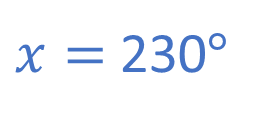 x = 230°